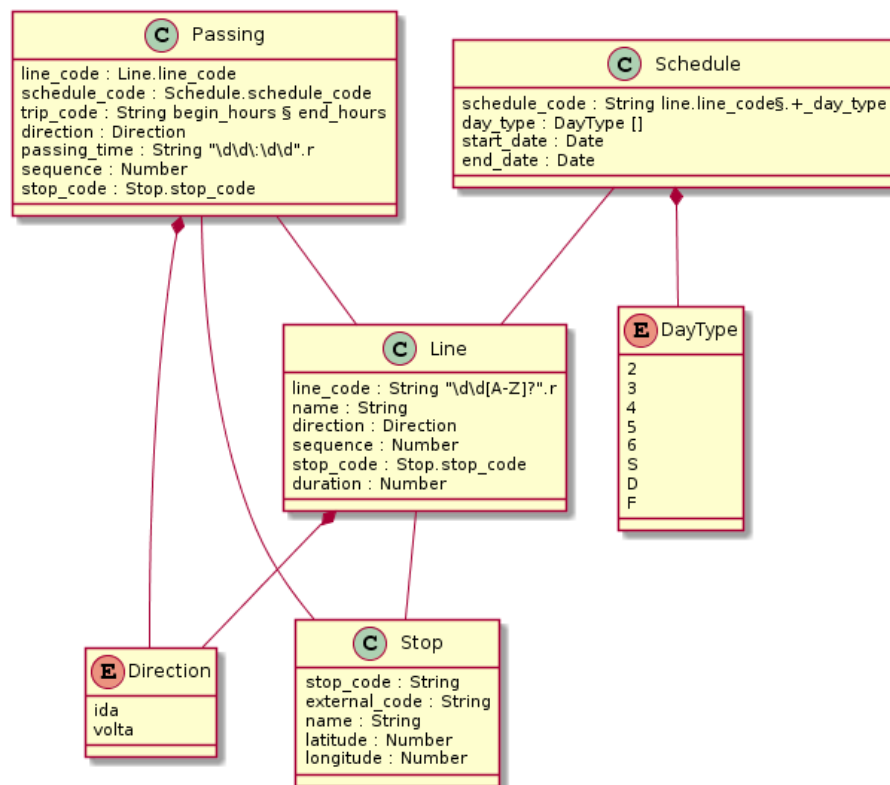 C Passing
line_code : Line.line_code
schedule_code : Schedule.schedule_code
trip_code : String begin_hours § end_hours
direction : Direction
passing_time : String "\d\d\:\d\d".r
sequence : Number
stop_code : Stop.stop_code
C Schedule
schedule_code : String line.line_code§.+_day_type
day_type : DayType []
start_date : Date
end_date : Date
C Line
line_code : String "\d\d[A-Z]?".r
name : String
direction : Direction
sequence : Number
stop_code : Stop.stop_code
duration : Number
E DayType
2
3
4
5
6
S
D
F
E Direction
ida
volta
C Stop
stop_code : String
external_code : String
name : String
latitude : Number
longitude : Number